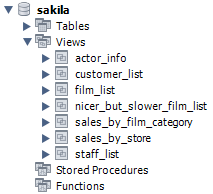 sakila
Tables
Views
actor_info
customer_list
film_list
nicer_but_slower_film_list
sales_by_film_category
sales_by_store
staff_list
Stored Procedures
Functions